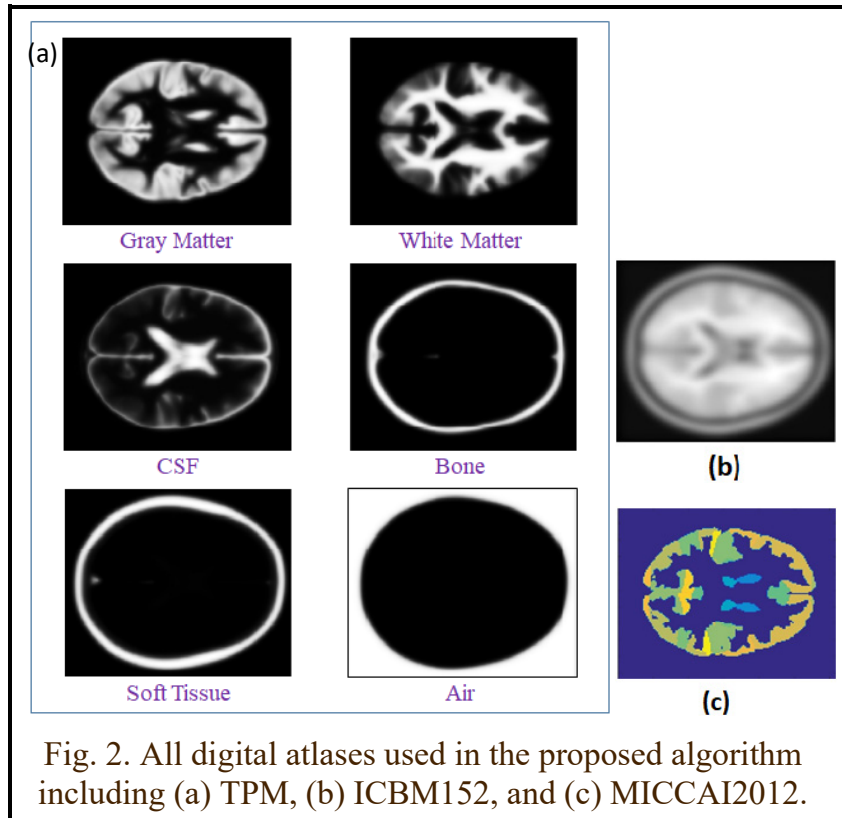 (a)
Gray Matter
White Matter
CSF
Bone
(b)
Soft Tissue
Air
(c)
Fig. 2. All digital atlases used in the proposed algorithm
including (a) TPM, (b) ICBM152, and (c) MICCAI2012.